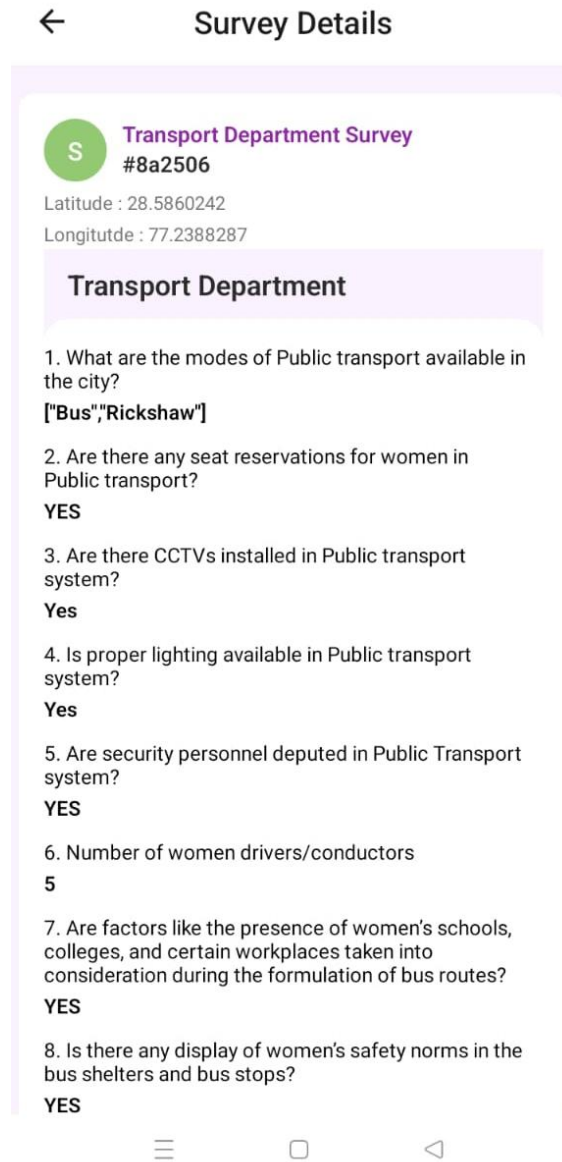 Survey Details
S
Transport Department Survey
#8a2506
Latitude : 28.5860242
Longitutde : 77.2388287
Transport Department
1. What are the modes of Public transport available in
the city?
["Bus","Rickshaw"]
2. Are there any seat reservations for women in
Public transport?
YES
3. Are there CCTVs installed in Public transport
system?
Yes
4. Is proper lighting available in Public transport
system?
Yes
5. Are security personnel deputed in Public Transport
system?
YES
6. Number of women drivers/conductors
5
7. Are factors like the presence of women's schools,
colleges, and certain workplaces taken into
consideration during the formulation of bus routes?
YES
8. Is there any display of women's safety norms in the
bus shelters and bus stops?
YES